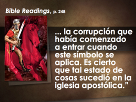 Bible Readings, p. 248
... la corrupción que
había comenzado
a entrar cuando
este símbolo se
aplica. Es cierto
que tal estado de
cosas sucedió en la
iglesia apostólica."